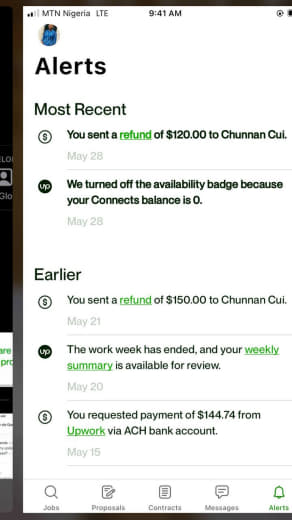 MTN Nigeria LTE
9:41 AM
Alerts
Most Recent
You sent a refund of $120.00 to Chunnan Cui.
May 28
up
We turned off the availability badge because
your Connects balance is 0.
May 28
Earlier
You sent a refund of $150.00 to Chunnan Cui.
May 21
up
The work week has ended, and your weekly
summary is available for review.
May 20
You requested payment of $144.74 from
Upwork via ACH bank account.
May 15
Jobs
Proposals
Contracts
Messages
Alerts